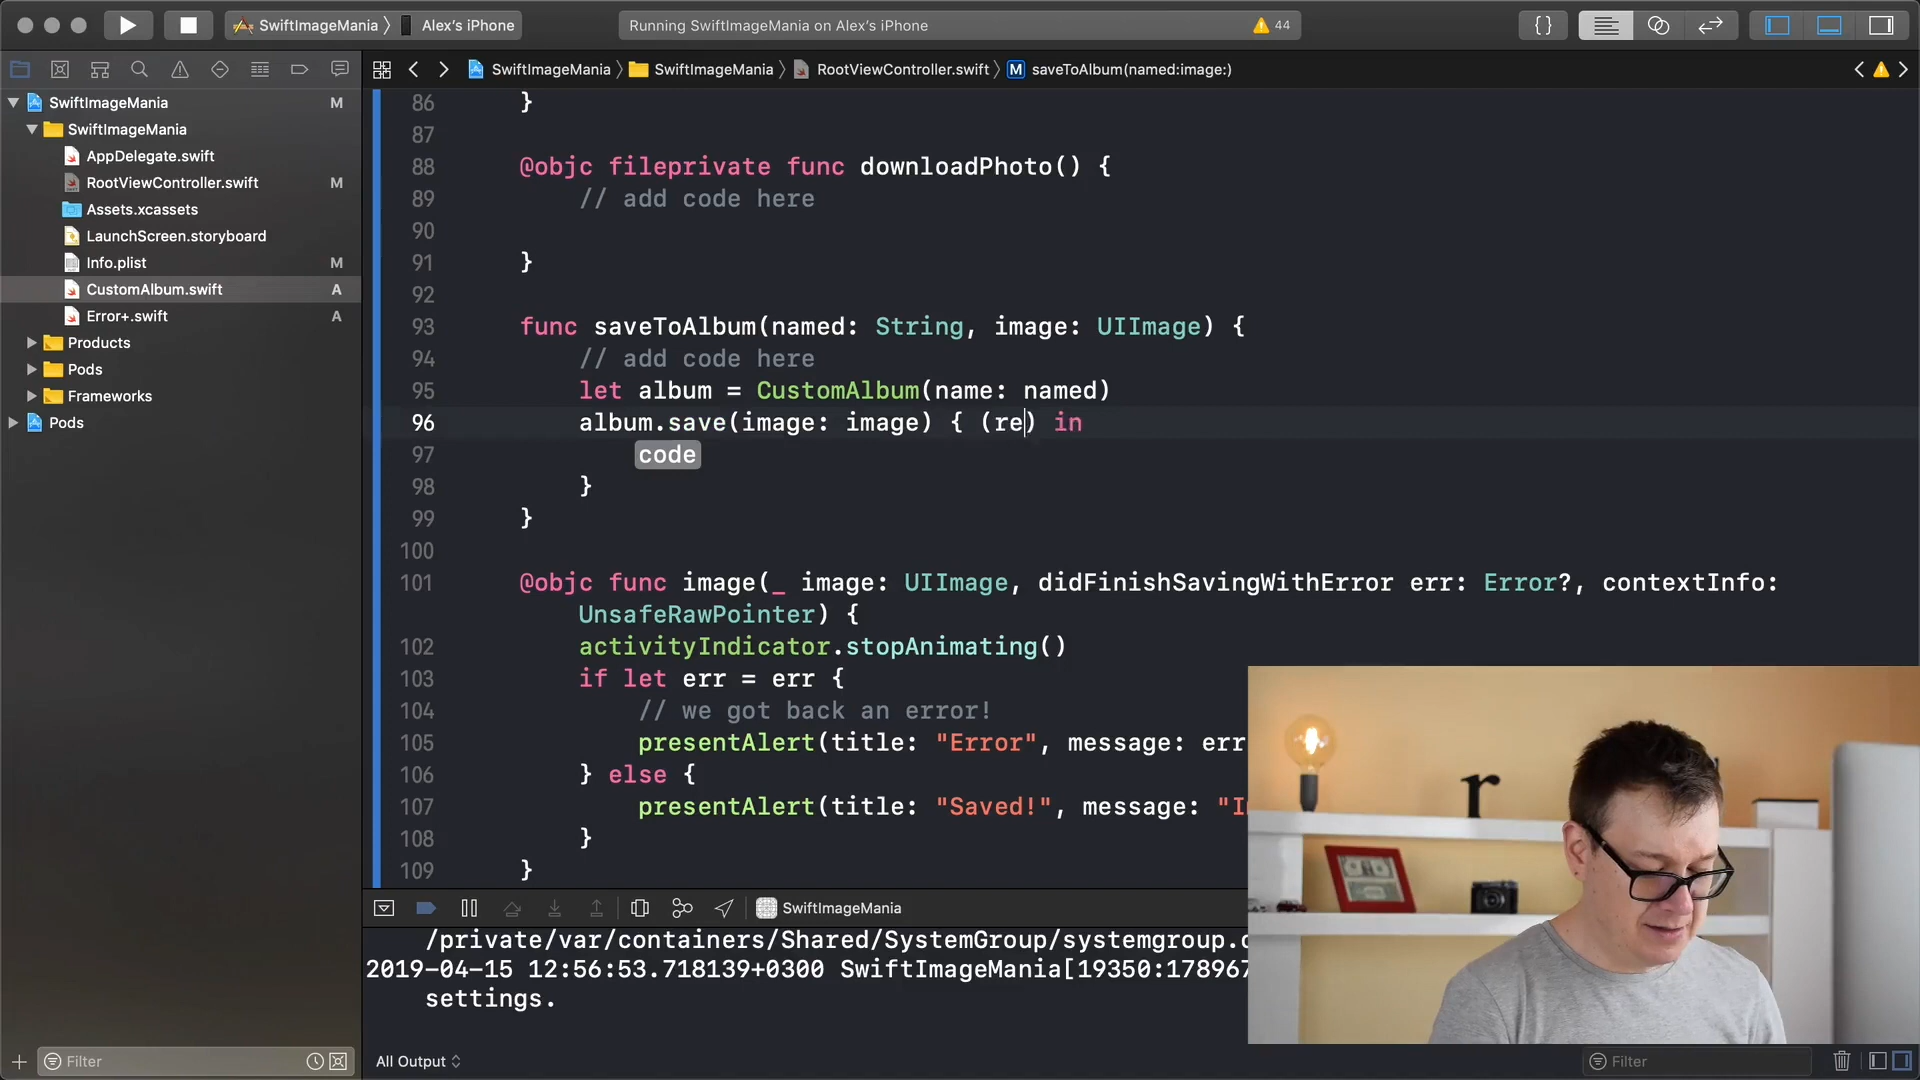 SwiftImageMania
Alex's iPhone
Running SwiftImageMania on Alex's iPhone
44
SwiftImageMania
SwiftImageMania
RootViewController.swift
M
saveToAlbum(named:image:)
SwiftImageMania M
SwiftImageMania
AppDelegate.swift
RootViewController.swift M
Assets.xcassets
LaunchScreen.storyboard
Info.plist M
CustomAlbum.swift A
Error+.swift A
Products
Pods
Frameworks
Pods
86 }
87
88 @objc fileprivate func downloadPhoto() {
89 // add code here
90
91 }
92
93 func saveToAlbum(named: String, image: UIImage) {
94 // add code here
95 let album = CustomAlbum(name: named)
96 album.save(image: image) { (re) in
97 code
98 }
99 }
100
101 @objc func image(_ image: UIImage, didFinishSavingWithError err: Error?, contextInfo:
UnsafeRawPointer) {
102 activityIndicator.stopAnimating()
103 if let err = err {
104 // we got back an error!
105 presentAlert(title: "Error", message: err
106 } else {
107 presentAlert(title: "Saved!", message: "I
108 }
109 }
SwiftImageMania
/private/var/containers/Shared/SystemGroup/systemgroup.
2019-04-15 12:56:53.718139+0300 SwiftImageMania[19350:178967
settings.
Filter
All Output
Filter
r